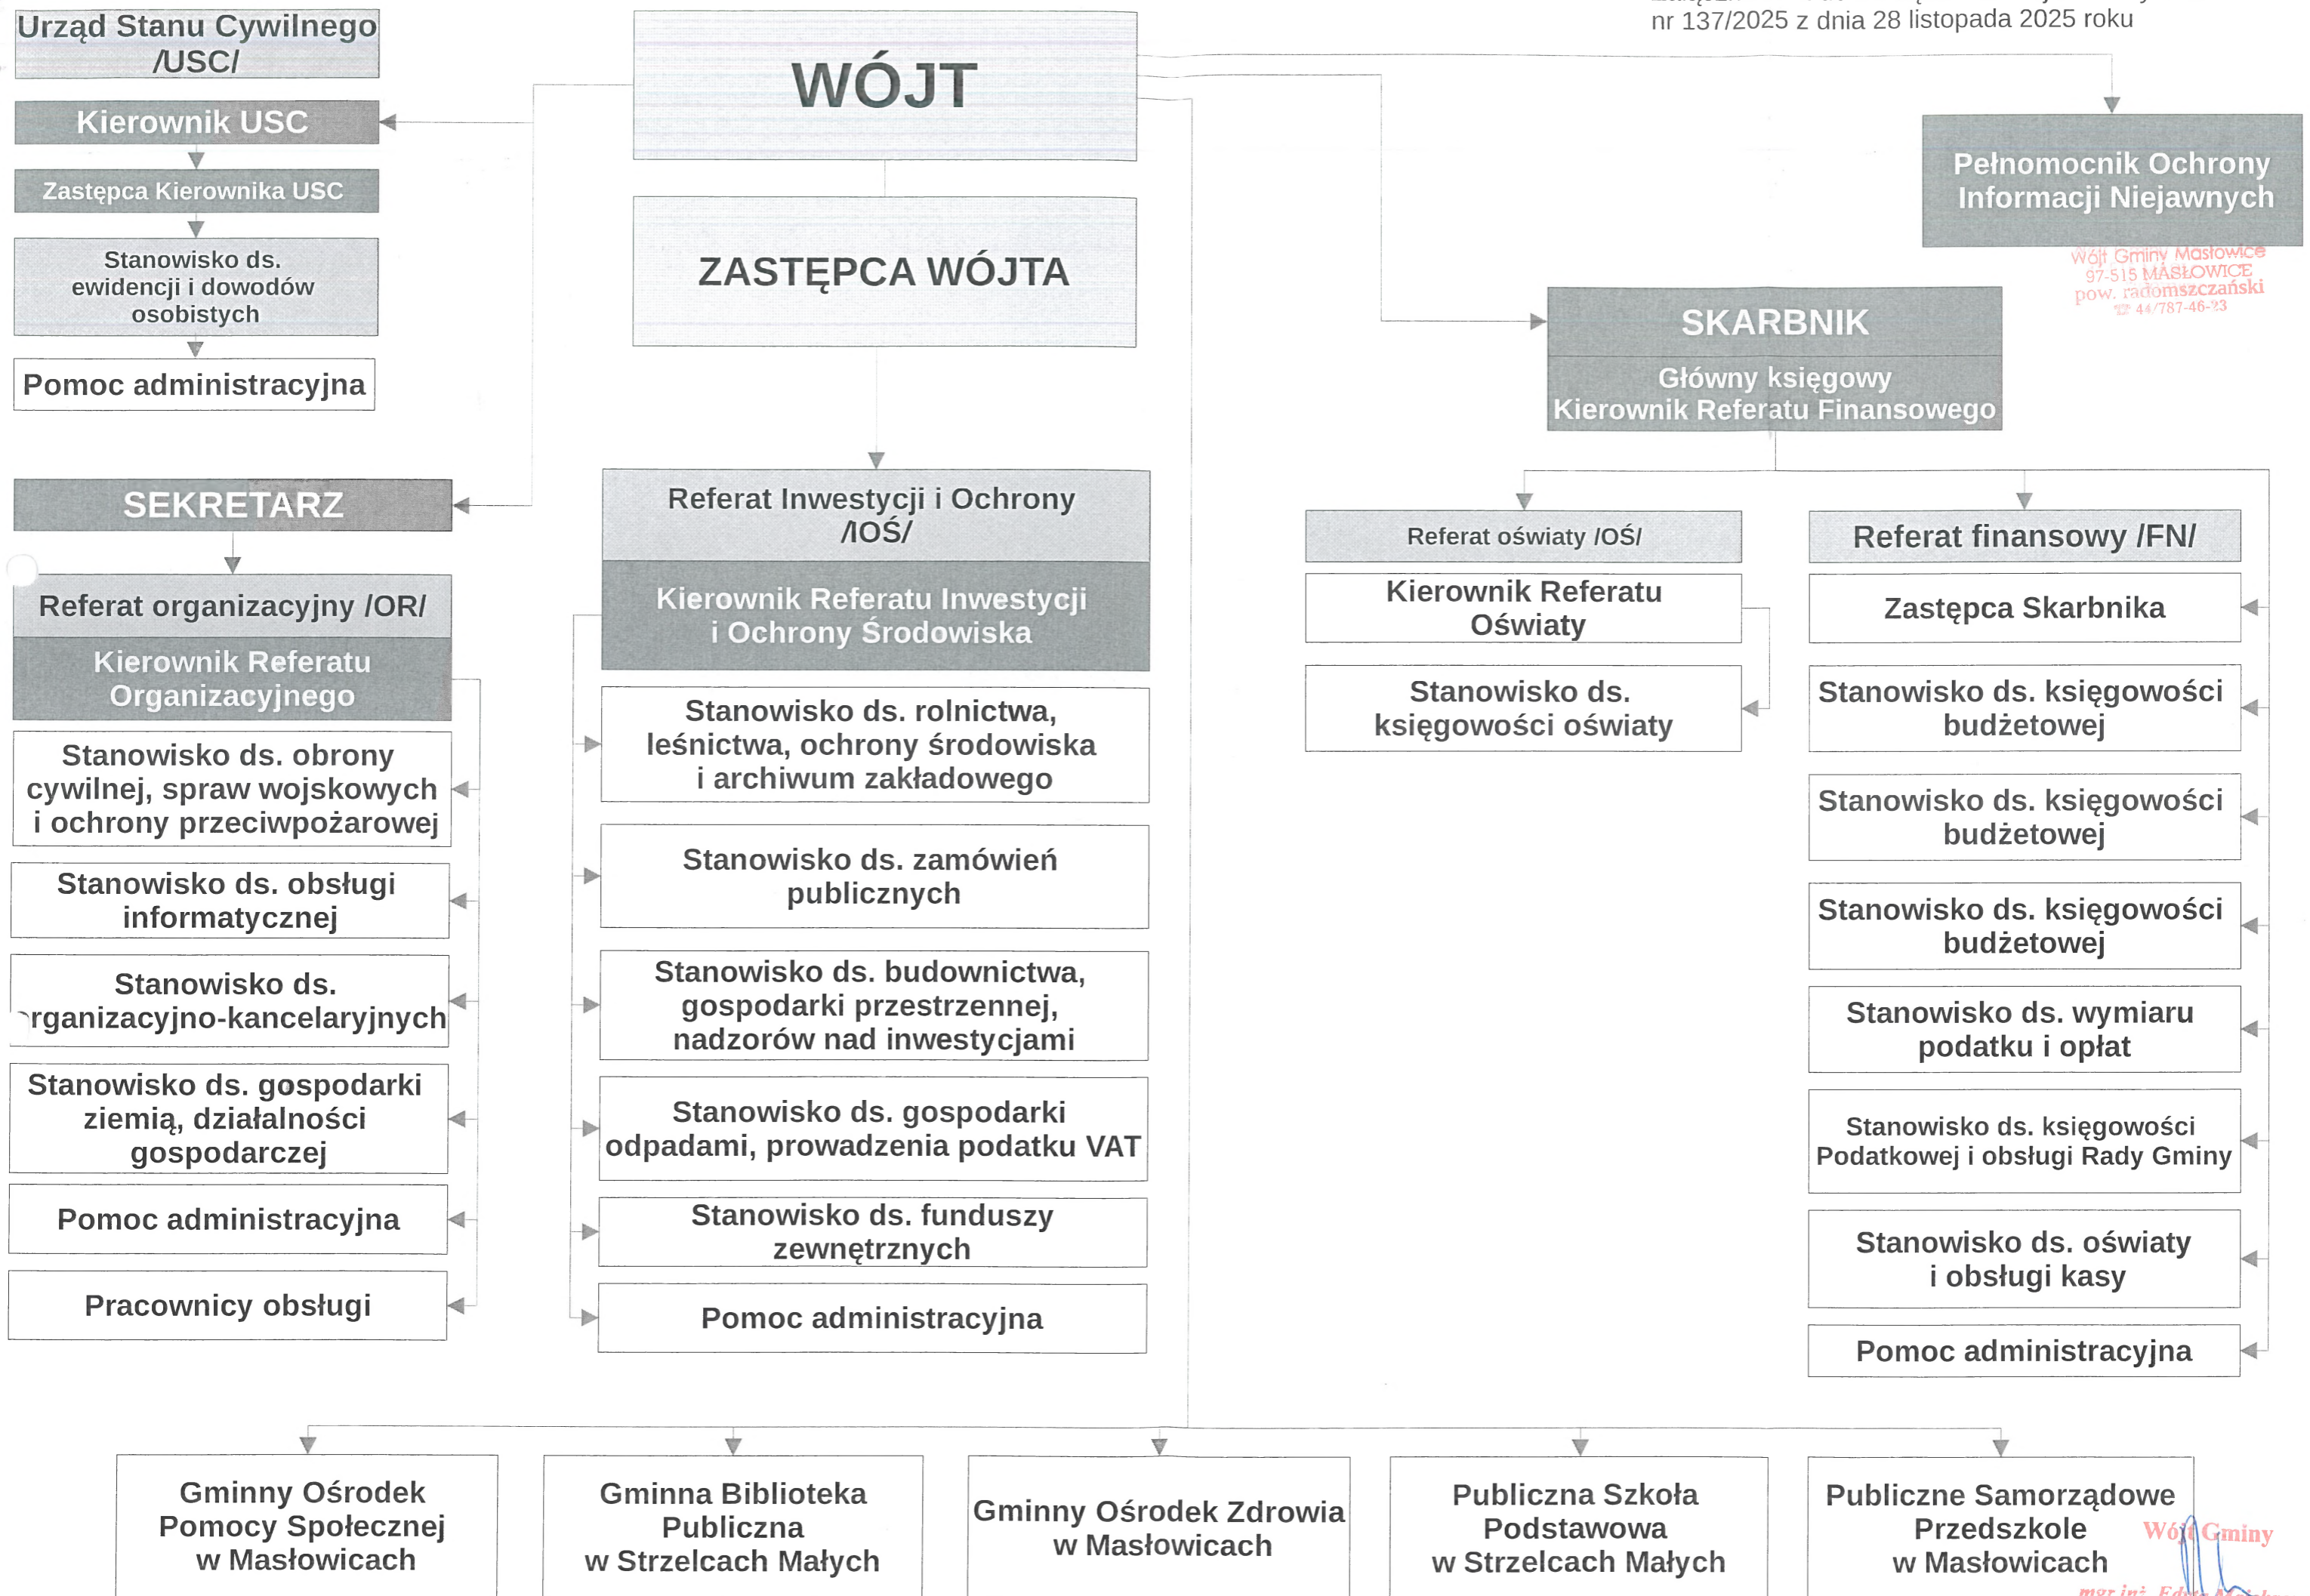 nr 137/2025 z dnia 28 listopada 2025 roku
Urząd Stanu Cywilnego
/USC/
Kierownik USC
Zastępca Kierownika USC
Stanowisko ds.
ewidencji i dowodów
osobistych
Pomoc administracyjna
WÓJT
ZASTĘPCA WÓJTA
Pełnomocnik Ochrony
Informacji Niejawnych
Wójt Gminy Masłowice
97-515 MASŁOWICE
pow. radomszczański
☎ 44/787-46-23
SKARBNIK
Główny księgowy
Kierownik Referatu Finansowego
SEKRETARZ
Referat organizacyjny /OR/
Kierownik Referatu
Organizacyjnego
Stanowisko ds. obrony
cywilnej, spraw wojskowych
i ochrony przeciwpożarowej
Stanowisko ds. obsługi
informatycznej
Stanowisko ds.
organizacyjno-kancelaryjnych
Stanowisko ds. gospodarki
ziemią, działalności
gospodarczej
Pomoc administracyjna
Pracownicy obsługi
Referat Inwestycji i Ochrony
/IOŚ/
Kierownik Referatu Inwestycji
i Ochrony Środowiska
Stanowisko ds. rolnictwa,
leśnictwa, ochrony środowiska
i archiwum zakładowego
Stanowisko ds. zamówień
publicznych
Stanowisko ds. budownictwa,
gospodarki przestrzennej,
nadzorów nad inwestycjami
Stanowisko ds. gospodarki
odpadami, prowadzenia podatku VAT
Stanowisko ds. funduszy
zewnętrznych
Pomoc administracyjna
Referat oświaty /OŚ/
Kierownik Referatu
Oświaty
Stanowisko ds.
księgowości oświaty
Referat finansowy /FN/
Zastępca Skarbnika
Stanowisko ds. księgowości
budżetowej
Stanowisko ds. księgowości
budżetowej
Stanowisko ds. księgowości
budżetowej
Stanowisko ds. wymiaru
podatku i opłat
Stanowisko ds. księgowości
Podatkowej i obsługi Rady Gminy
Stanowisko ds. oświaty
i obsługi kasy
Pomoc administracyjna
Gminny Ośrodek
Pomocy Społecznej
w Masłowicach
Gminna Biblioteka
Publiczna
w Strzelcach Małych
Gminny Ośrodek Zdrowia
w Masłowicach
Publiczna Szkoła
Podstawowa
w Strzelcach Małych
Publiczne Samorządowe
Przedszkole
w Masłowicach
Wójt Gminy
mgr inż.